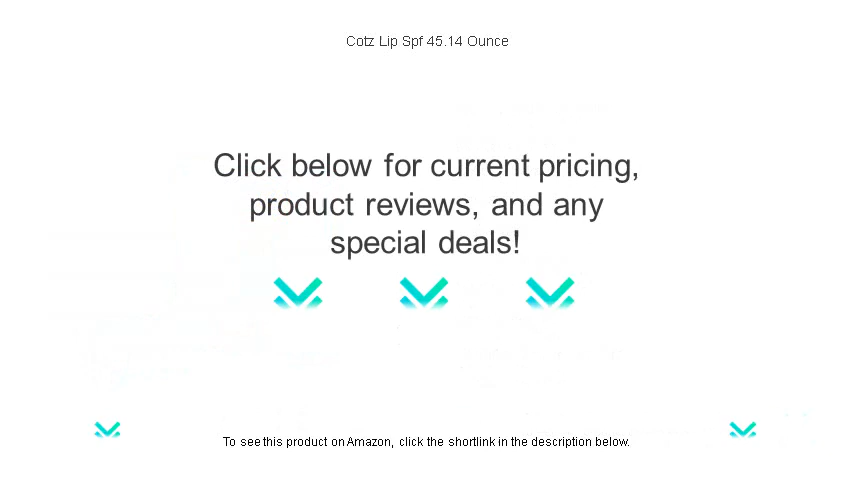 Cotz Lip Spf 45.14 Ounce
Click below for current pricing,
product reviews, and any
special deals!
To see this product on Amazon, click the shortlink in the description below.